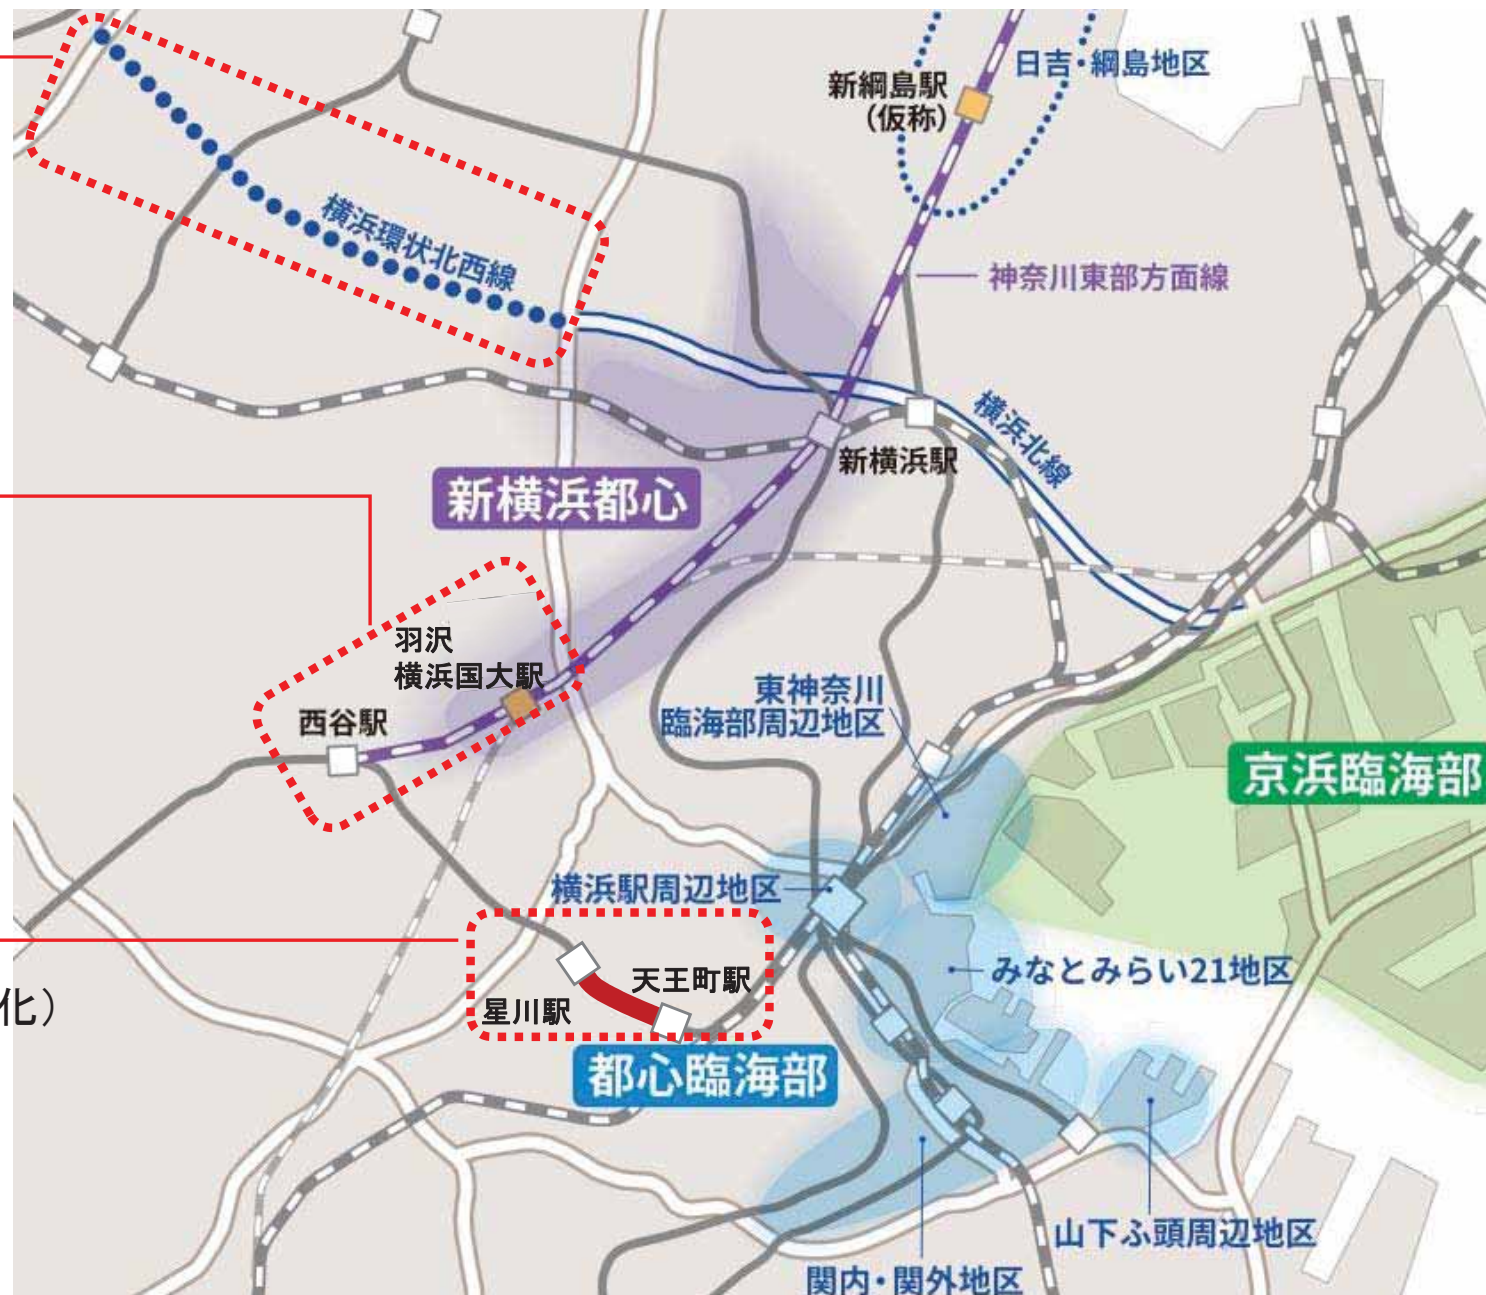 日吉・綱島地区
新綱島駅
（仮称）
横浜環状北西線
神奈川東部方面線
横浜北線
新横浜駅
新横浜都心
羽沢
横浜国大駅
東神奈川
臨海部周辺地区
西谷駅
京浜臨海部
横浜駅周辺地区
みなとみらい21地区
天王町駅
星川駅
化）
都心臨海部
山下ふ頭周辺地区
関内・関外地区